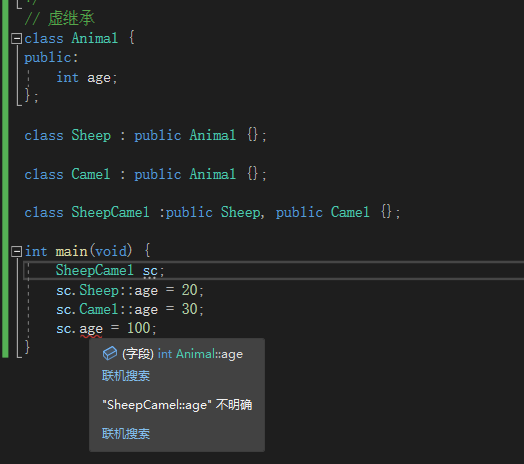 */
// 虚继承
class Animal {
public:
int age;
};
class Sheep : public Animal {};
class Camel : public Animal {};
class SheepCamel :public Sheep, public Camel {};
int main(void) {
SheepCamel sc;
sc.Sheep::age = 20;
sc.Camel::age = 30;
sc.age = 100;
}
(字段) int Animal::age
联机搜索
"SheepCamel::age" 不明确
联机搜索